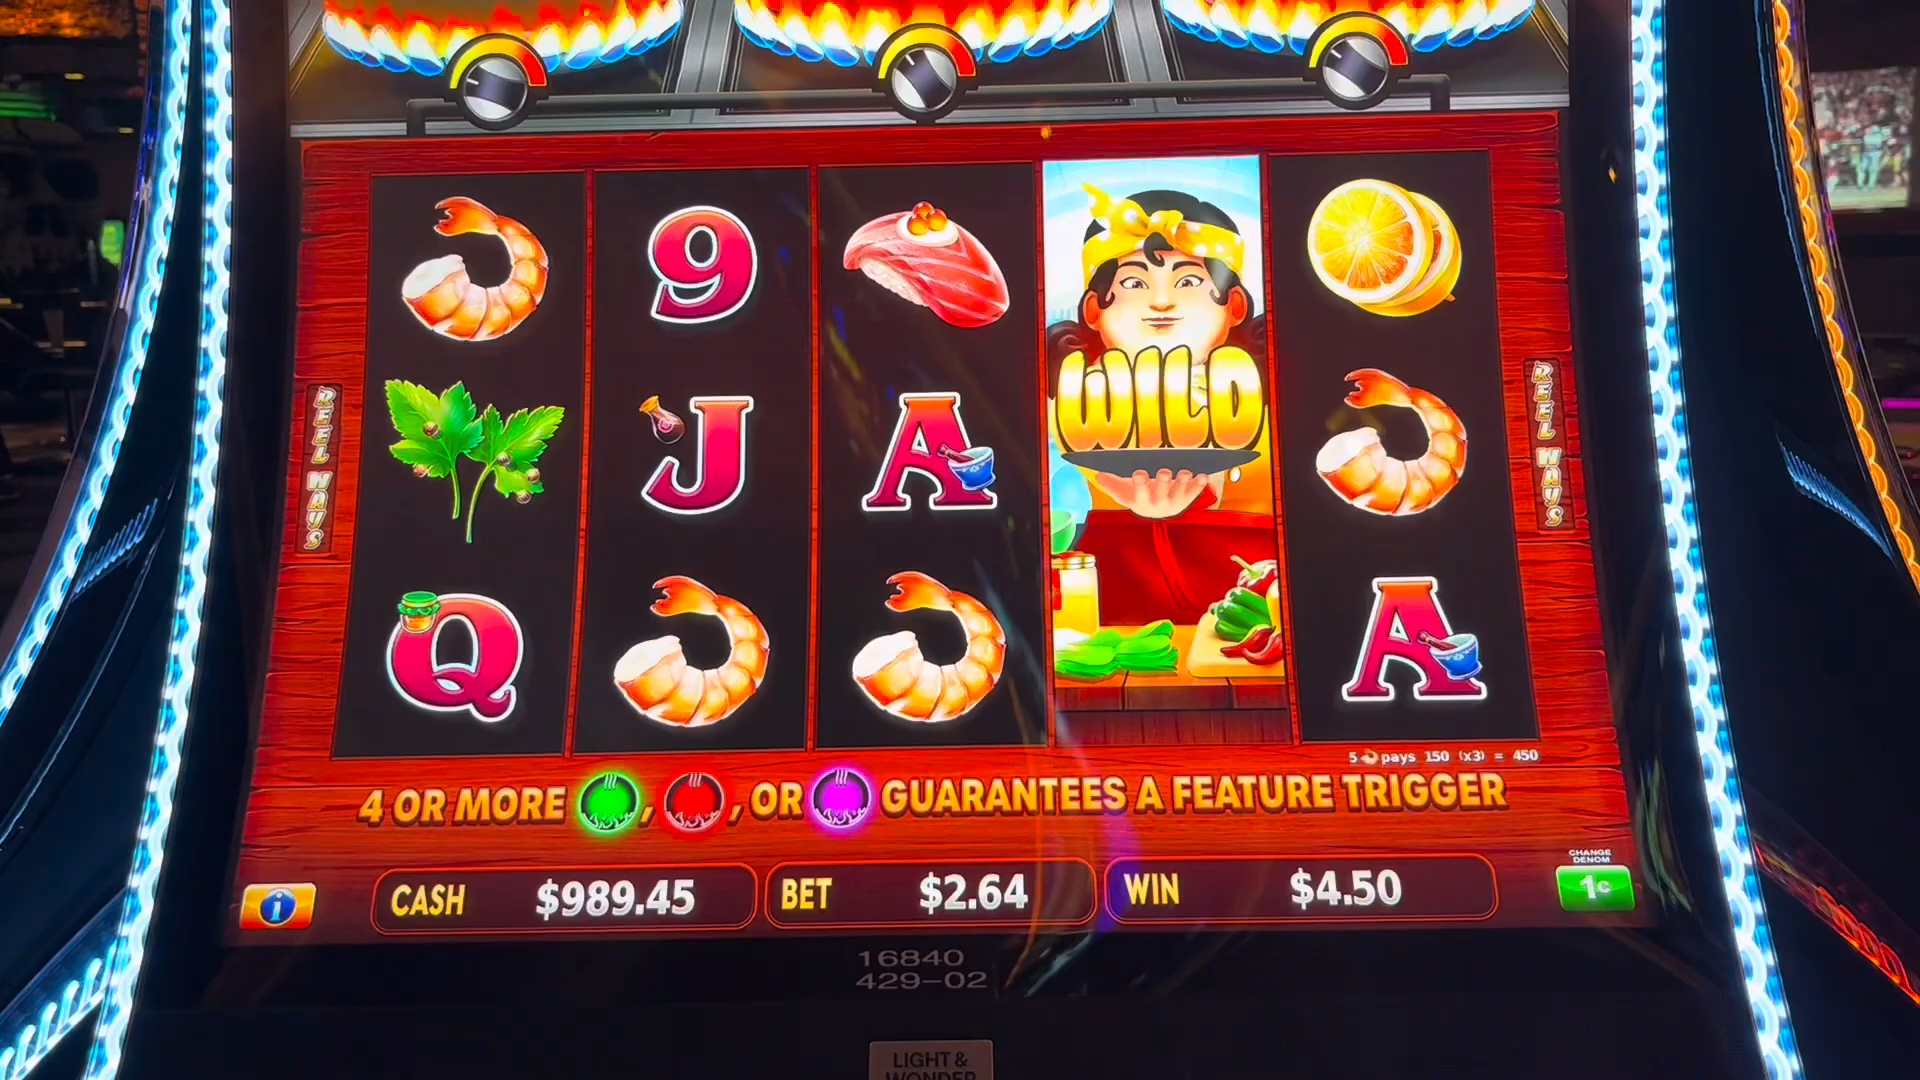 9
WILD
REEL WAYS
J
A
REEL WAYS
Q
A
5 pays 150 (x3) = 450
4 OR MORE , , OR GUARANTEES A FEATURE TRIGGER
CHANGE
DENOM
i
CASH $989.45 BET $2.64 WIN $4.50 1¢
16840
429-02
LIGHT &
WONDER